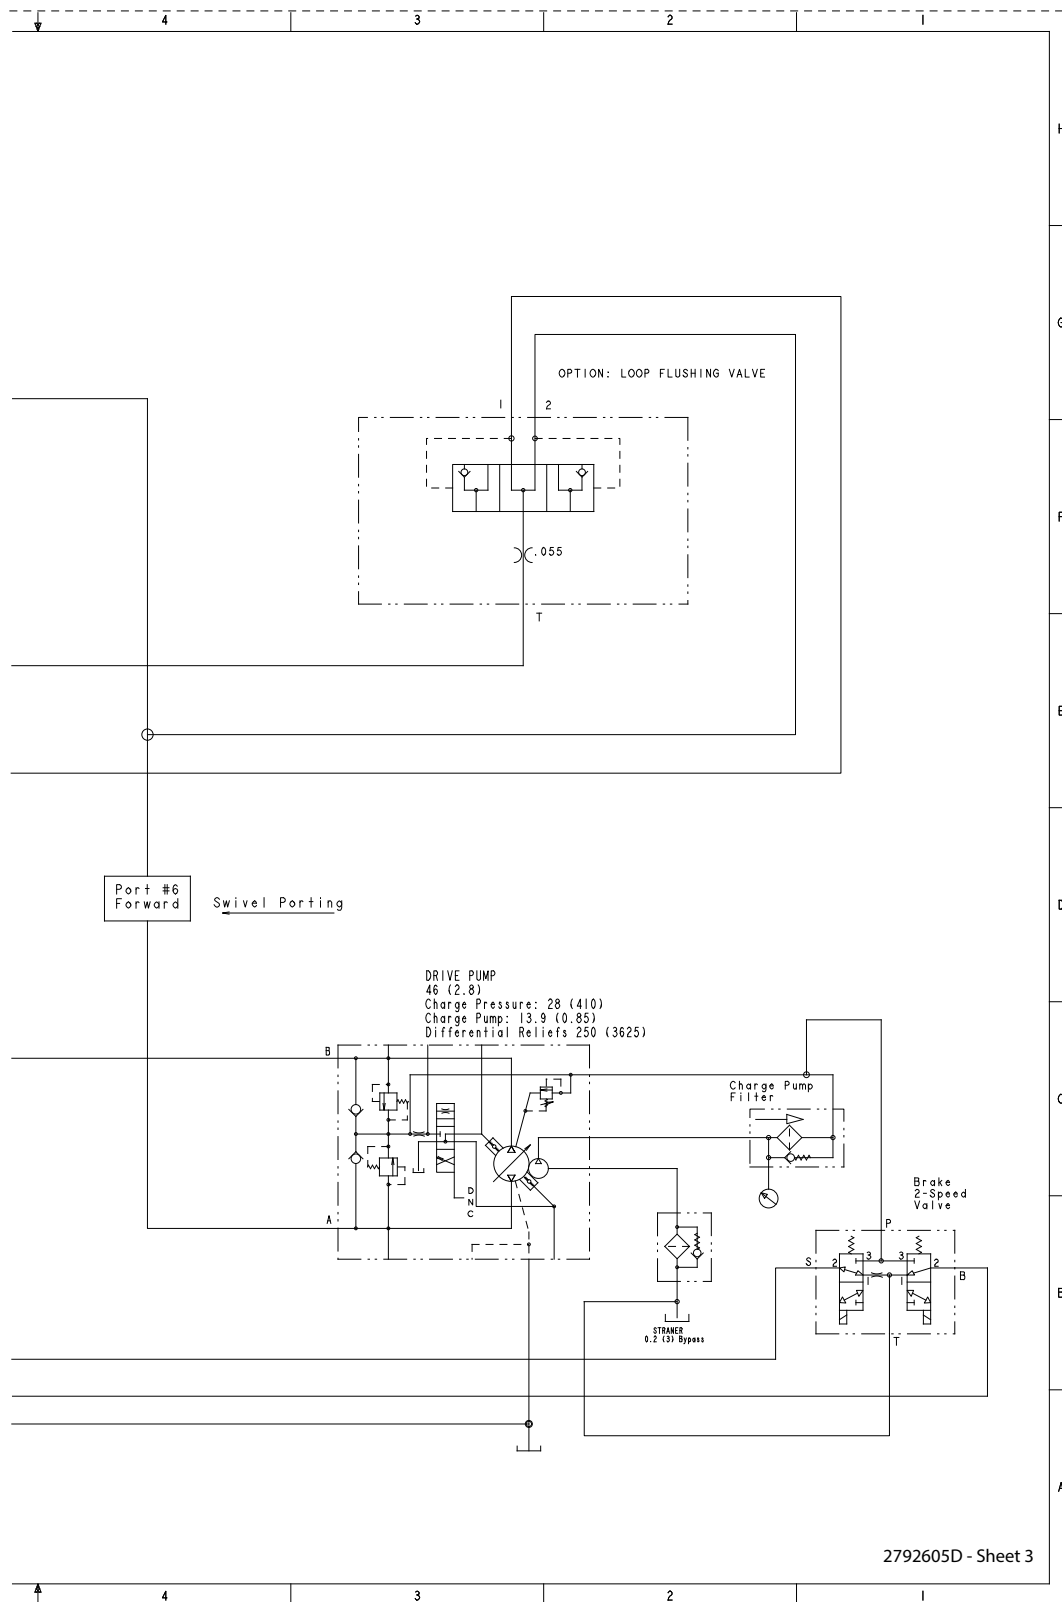 4 3 2 1
H
G
OPTION: LOOP FLUSHING VALVE
1 2
F
.055
T
E
Port #6
Forward
Swivel Porting
D
DRIVE PUMP
46 (2.8)
Charge Pressure: 28 (410)
Charge Pump: 13.9 (0.85)
Differential Reliefs 250 (3625)
B
Charge Pump
Filter
C
D
N
C
A
Brake
2-Speed
Valve
P
S 2 3 3 2 B
1 1
B
T
STRANER
0.2 (3) Bypass
A
2792605D - Sheet 3
4 3 2 1